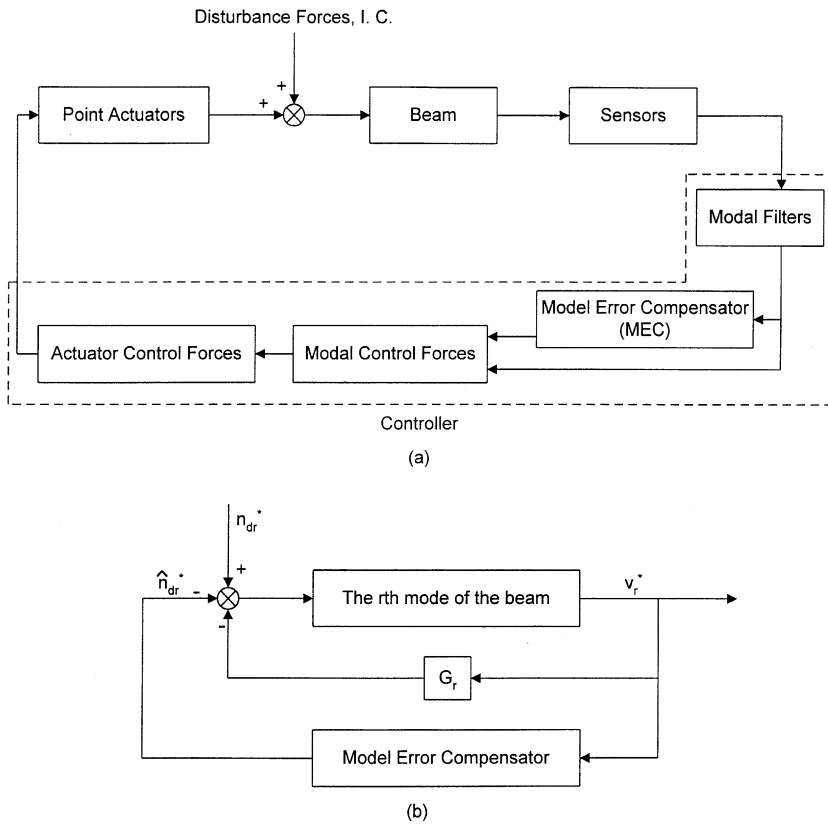 Disturbance Forces, I. C.
+
+
Point Actuators
Beam
Sensors
Modal Filters
Model Error Compensator
(MEC)
Actuator Control Forces
Modal Control Forces
Controller
(a)
n_dr*
n̂_dr*
+
-
-
The rth mode of the beam
v_r*
G_r
Model Error Compensator
(b)